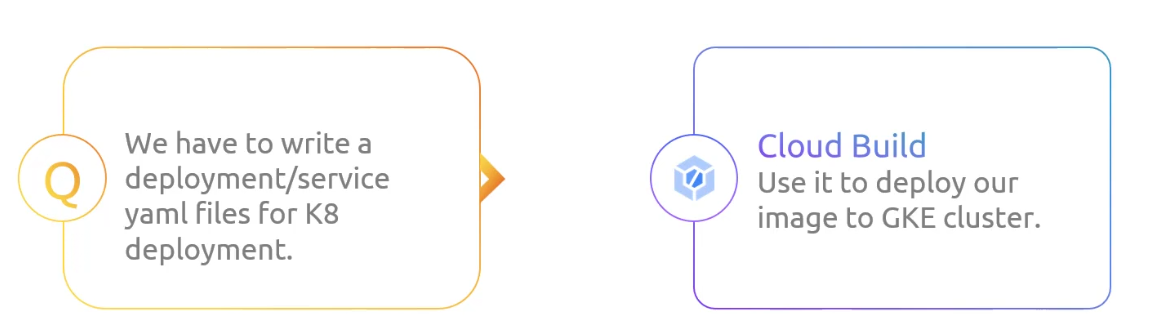 Q
We have to write a
deployment/service
yaml files for K8
deployment.
Cloud Build
Use it to deploy our
image to GKE cluster.